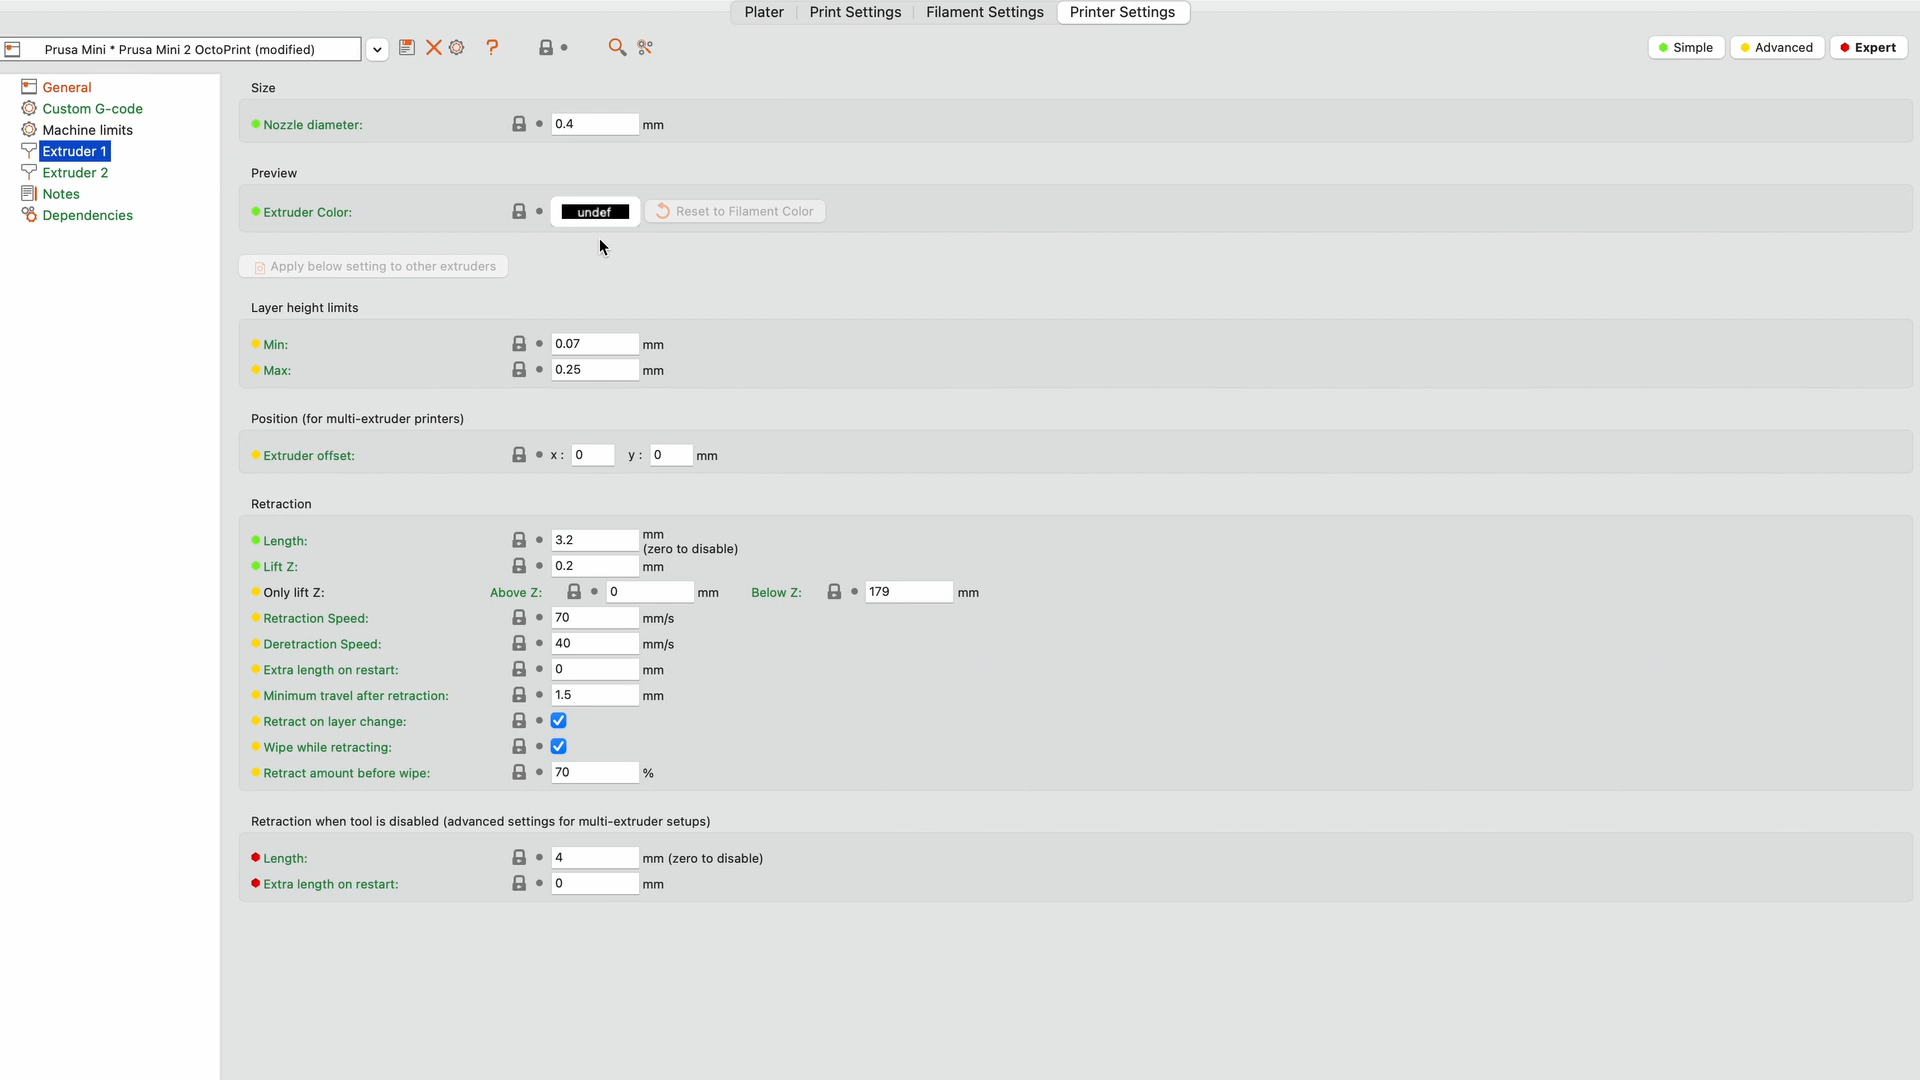 Plater Print Settings Filament Settings Printer Settings
Prusa Mini * Prusa Mini 2 OctoPrint (modified) ? Simple Advanced Expert
General
Custom G-code
Machine limits
Extruder 1
Extruder 2
Notes
Dependencies
Size
Nozzle diameter: 0.4 mm
Preview
Extruder Color: undef Reset to Filament Color
Apply below setting to other extruders
Layer height limits
Min: 0.07 mm
Max: 0.25 mm
Position (for multi-extruder printers)
Extruder offset: x : 0 y : 0 mm
Retraction
Length: 3.2 mm
(zero to disable)
Lift Z: 0.2 mm
Only lift Z: Above Z: 0 mm Below Z: 179 mm
Retraction Speed: 70 mm/s
Deretraction Speed: 40 mm/s
Extra length on restart: 0 mm
Minimum travel after retraction: 1.5 mm
Retract on layer change:
Wipe while retracting:
Retract amount before wipe: 70 %
Retraction when tool is disabled (advanced settings for multi-extruder setups)
Length: 4 mm (zero to disable)
Extra length on restart: 0 mm